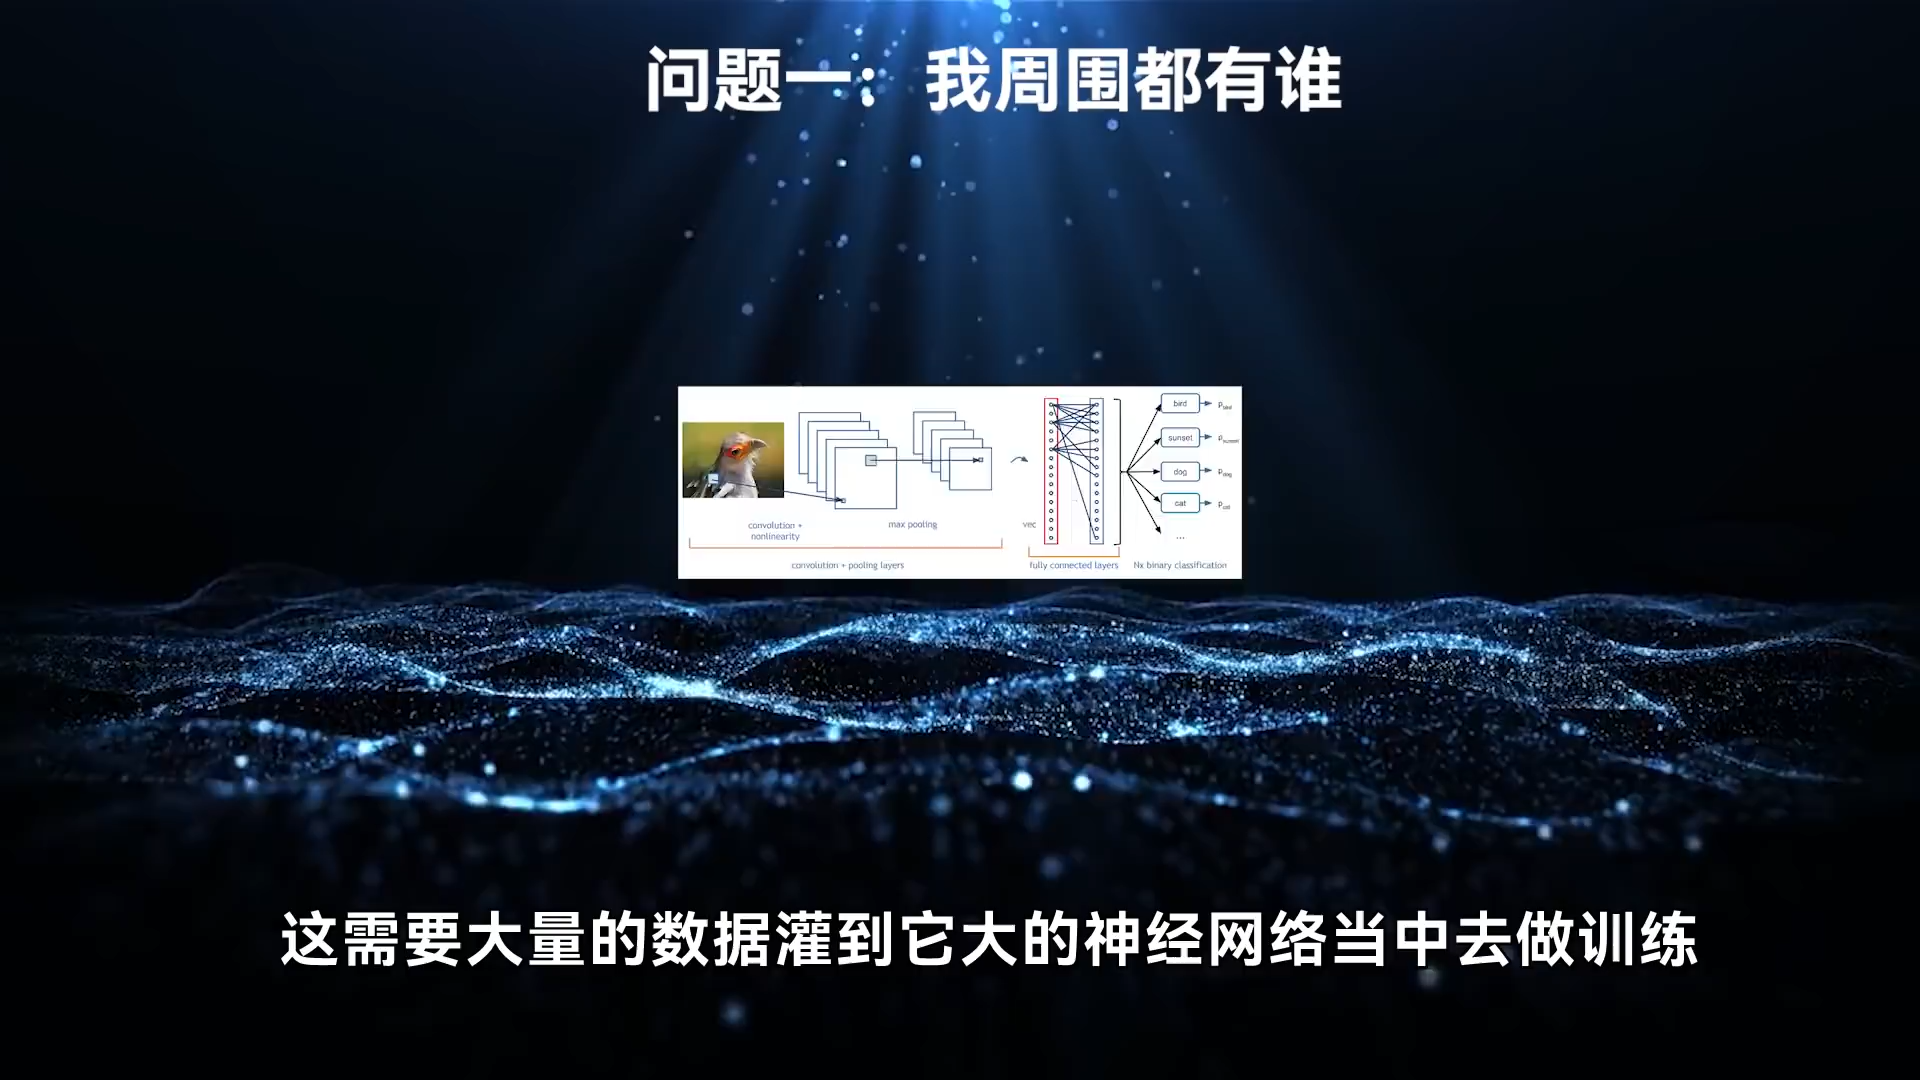 问题一：我周围都有谁
bird
sunset
dog
cat
...
convolution +
nonlinearity
max pooling
vec
convolution + pooling layers
fully connected layers
Nx binary classification
这需要大量的数据灌到它大的神经网络当中去做训练